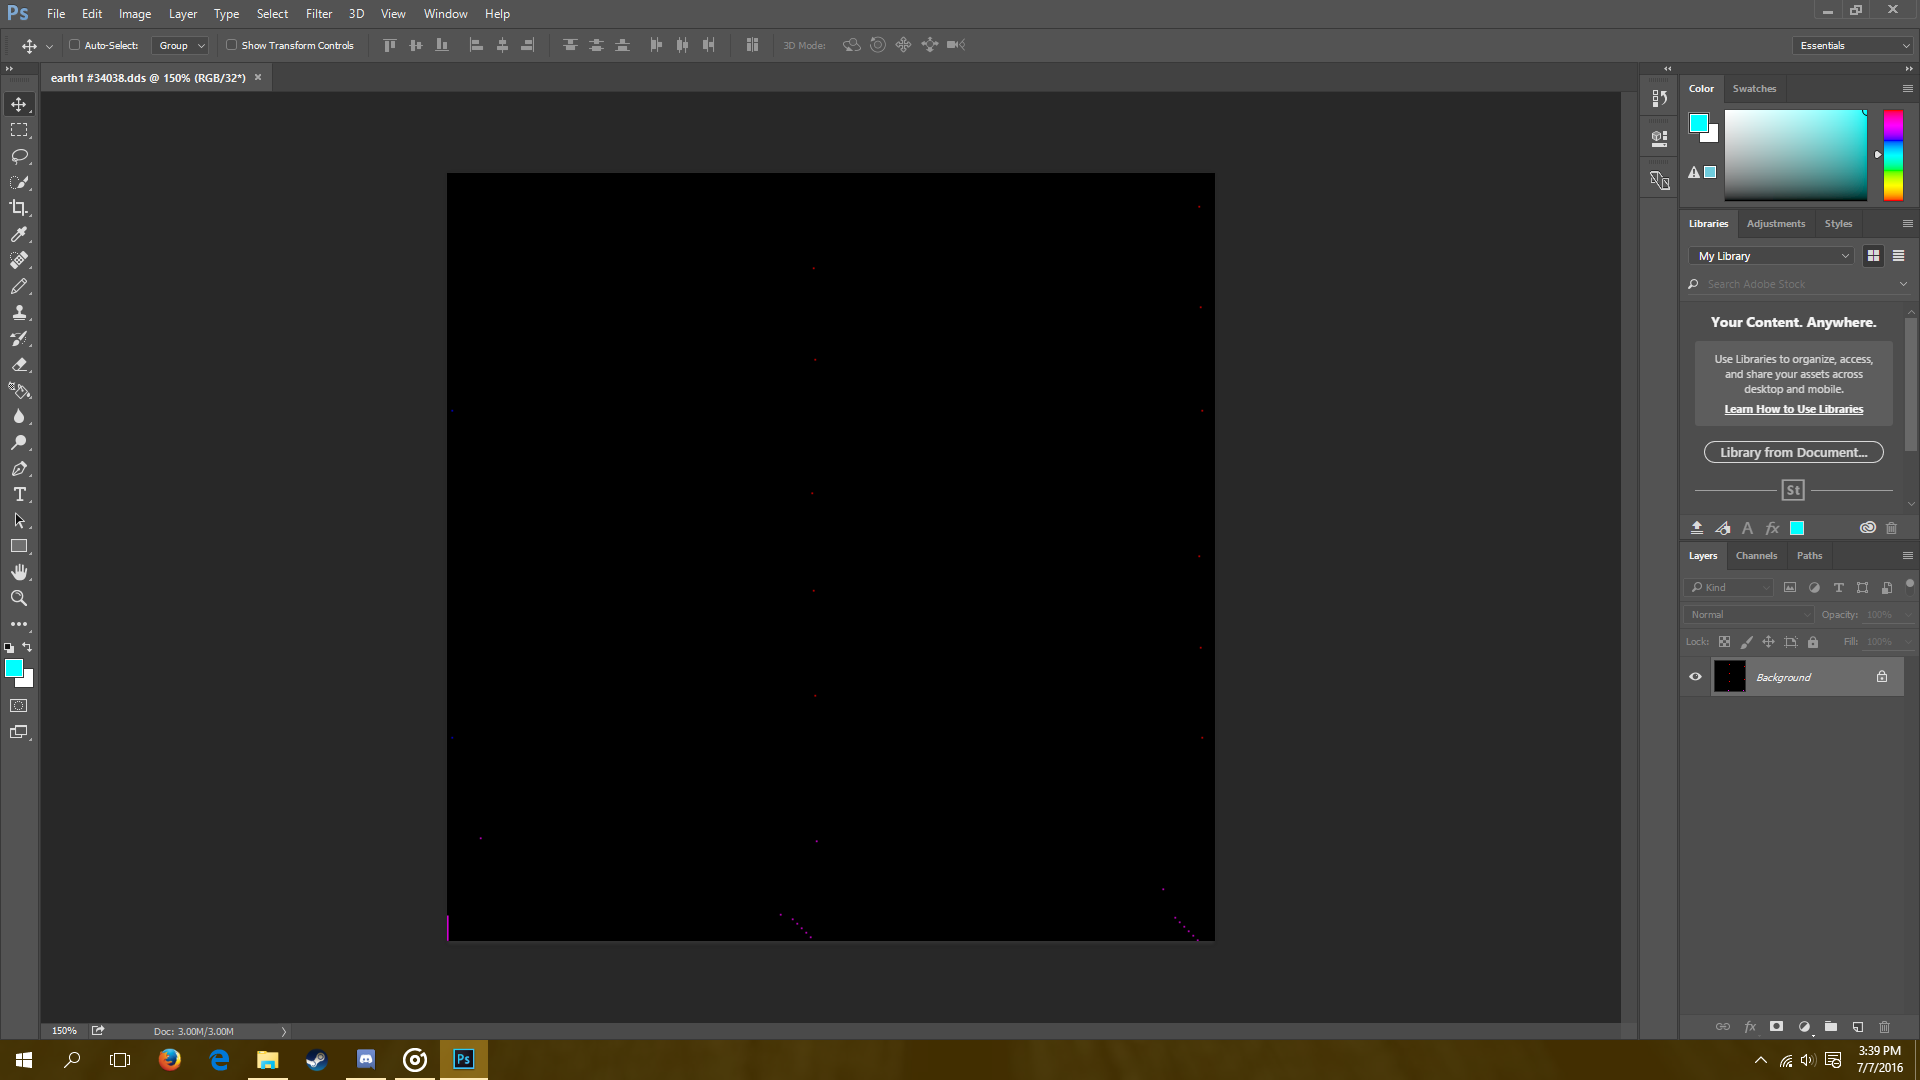 Ps File Edit Image Layer Type Select Filter 3D View Window Help
Auto-Select: Group Show Transform Controls 3D Mode: Essentials
earth1 #34038.dds @ 150% (RGB/32*) ×
Color Swatches
Libraries Adjustments Styles
My Library
Search Adobe Stock
Your Content. Anywhere.
Use Libraries to organize, access,
and share your assets across
desktop and mobile.
Learn How to Use Libraries
Library from Document...
St
A fx
Layers Channels Paths
Kind T
Normal Opacity: 100%
Lock: Fill: 100%
Background
T
fx
150% Doc: 3.00M/3.00M
Ps
3:39 PM
7/7/2016